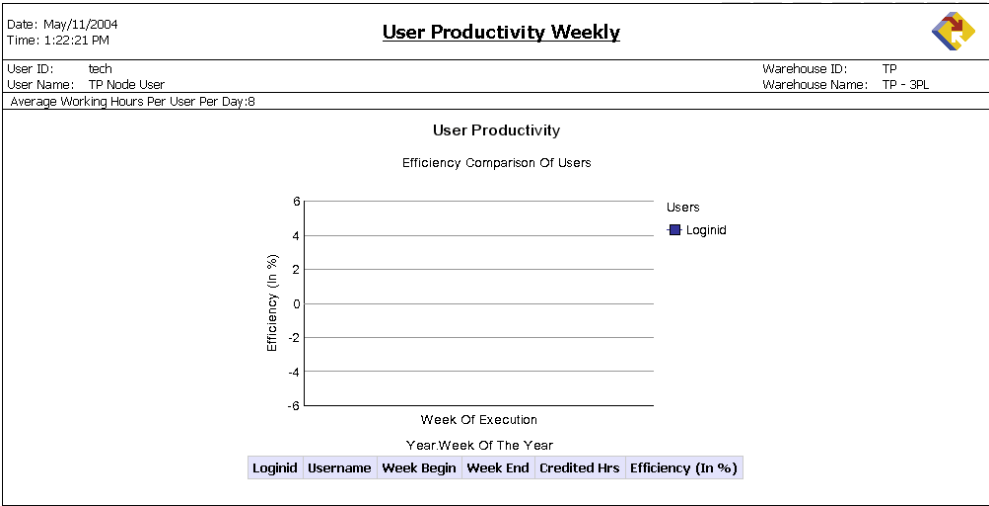 Date: May/11/2004
Time: 1:22:21 PM
User Productivity Weekly
User ID: tech
Warehouse ID: TP
User Name: TP Node User
Warehouse Name: TP - 3PL
Average Working Hours Per User Per Day:8
User Productivity
Efficiency Comparison Of Users
Users
Loginid
Efficiency (In %)
6
4
2
0
-2
-4
-6
Week Of Execution
Year.Week Of The Year
Loginid Username Week Begin Week End Credited Hrs Efficiency (In %)